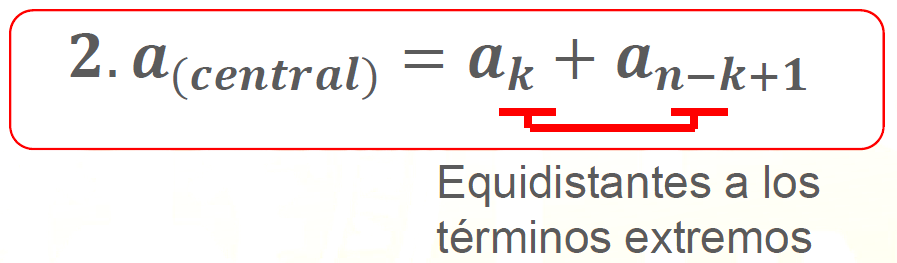 2. a(central) = aₖ + aₙ₋ₖ₊₁
Equidistantes a los
términos extremos